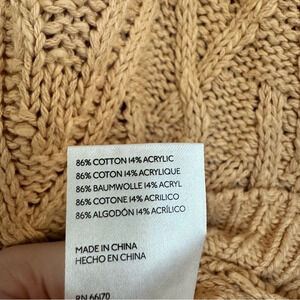 86% COTTON 14% ACRYLIC
86% COTON 14% ACRYLIQUE
86% BAUMWOLLE 14% ACRYL
86% COTONE 14% ACRILICO
86% ALGODÓN 14% ACRÍLICO
MADE IN CHINA
HECHO EN CHINA
RN 66170